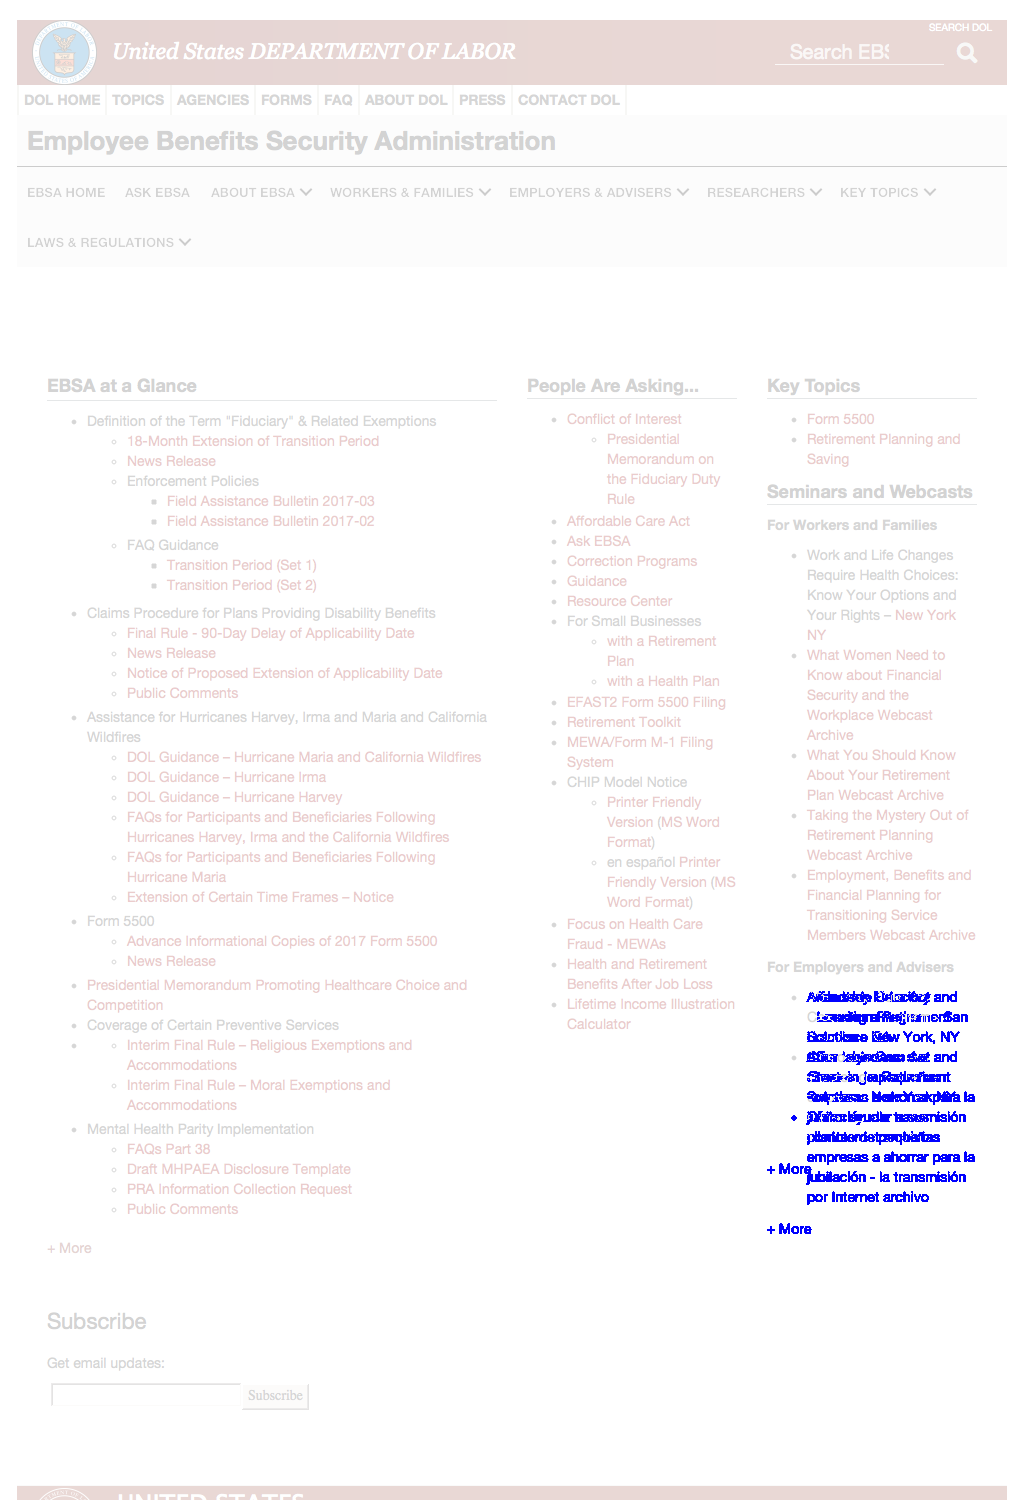 SEARCH DOL
United States DEPARTMENT OF LABOR
Search EBS
DOL HOME TOPICS AGENCIES FORMS FAQ ABOUT DOL PRESS CONTACT DOL
Employee Benefits Security Administration
EBSA HOME ASK EBSA ABOUT EBSA WORKERS & FAMILIES EMPLOYERS & ADVISERS RESEARCHERS KEY TOPICS
LAWS & REGULATIONS
EBSA at a Glance
Definition of the Term "Fiduciary" & Related Exemptions
18-Month Extension of Transition Period
News Release
Enforcement Policies
Field Assistance Bulletin 2017-03
Field Assistance Bulletin 2017-02
FAQ Guidance
Transition Period (Set 1)
Transition Period (Set 2)
Claims Procedure for Plans Providing Disability Benefits
Final Rule - 90-Day Delay of Applicability Date
News Release
Notice of Proposed Extension of Applicability Date
Public Comments
Assistance for Hurricanes Harvey, Irma and Maria and California
Wildfires
DOL Guidance – Hurricane Maria and California Wildfires
DOL Guidance – Hurricane Irma
DOL Guidance – Hurricane Harvey
FAQs for Participants and Beneficiaries Following
Hurricanes Harvey, Irma and the California Wildfires
FAQs for Participants and Beneficiaries Following
Hurricane Maria
Extension of Certain Time Frames – Notice
Form 5500
Advance Informational Copies of 2017 Form 5500
News Release
Presidential Memorandum Promoting Healthcare Choice and
Competition
Coverage of Certain Preventive Services
Interim Final Rule – Religious Exemptions and
Accommodations
Interim Final Rule – Moral Exemptions and
Accommodations
Mental Health Parity Implementation
FAQs Part 38
Draft MHPAEA Disclosure Template
PRA Information Collection Request
Public Comments
+ More
People Are Asking...
Conflict of Interest
Presidential
Memorandum on
the Fiduciary Duty
Rule
Affordable Care Act
Ask EBSA
Correction Programs
Guidance
Resource Center
For Small Businesses
with a Retirement
Plan
with a Health Plan
EFAST2 Form 5500 Filing
Retirement Toolkit
MEWA/Form M-1 Filing
System
CHIP Model Notice
Printer Friendly
Version (MS Word
Format)
en español Printer
Friendly Version (MS
Word Format)
Focus on Health Care
Fraud - MEWAs
Health and Retirement
Benefits After Job Loss
Lifetime Income Illustration
Calculator
Key Topics
Form 5500
Retirement Planning and
Saving
Seminars and Webcasts
For Workers and Families
Work and Life Changes
Require Health Choices:
Know Your Options and
Your Rights – New York
NY
What Women Need to
Know about Financial
Security and the
Workplace Webcast
Archive
What You Should Know
About Your Retirement
Plan Webcast Archive
Taking the Mystery Out of
Retirement Planning
Webcast Archive
Employment, Benefits and
Financial Planning for
Transitioning Service
Members Webcast Archive
For Employers and Advisers
and
San
York, NY
and
para la
transmisión
empresas a ahorrar para la
+ More
jubilación - la transmisión
por Internet archivo
+ More
Subscribe
Get email updates:
Subscribe
UNITED STATES